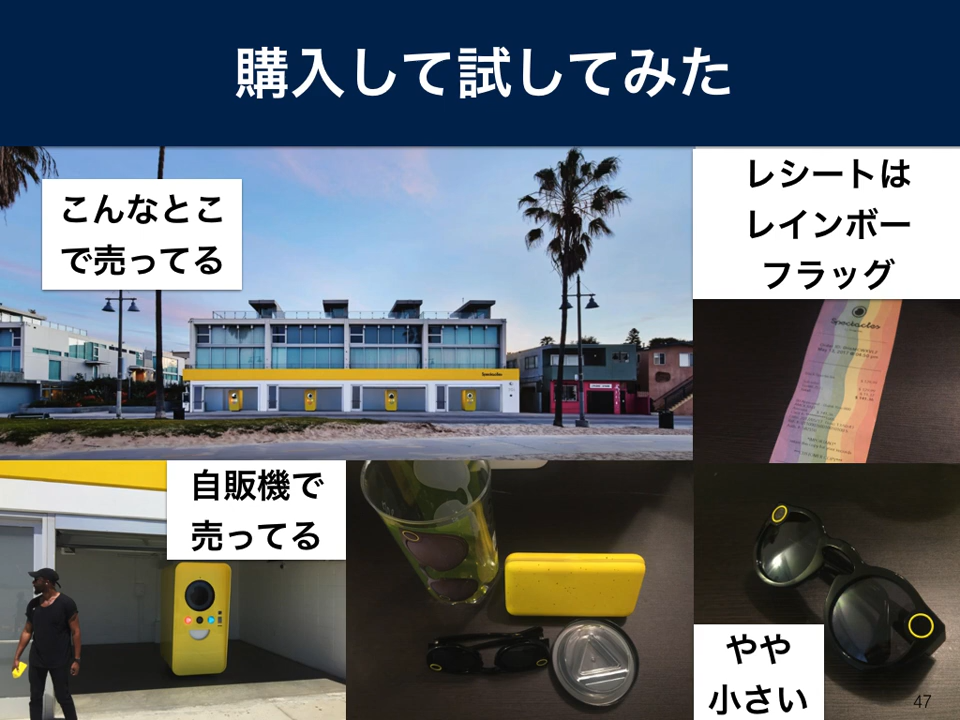 購入して試してみた
こんなとこ
で売ってる
レシートは
レインボー
フラッグ
Spectacles
自販機で
売ってる
やや
小さい
47